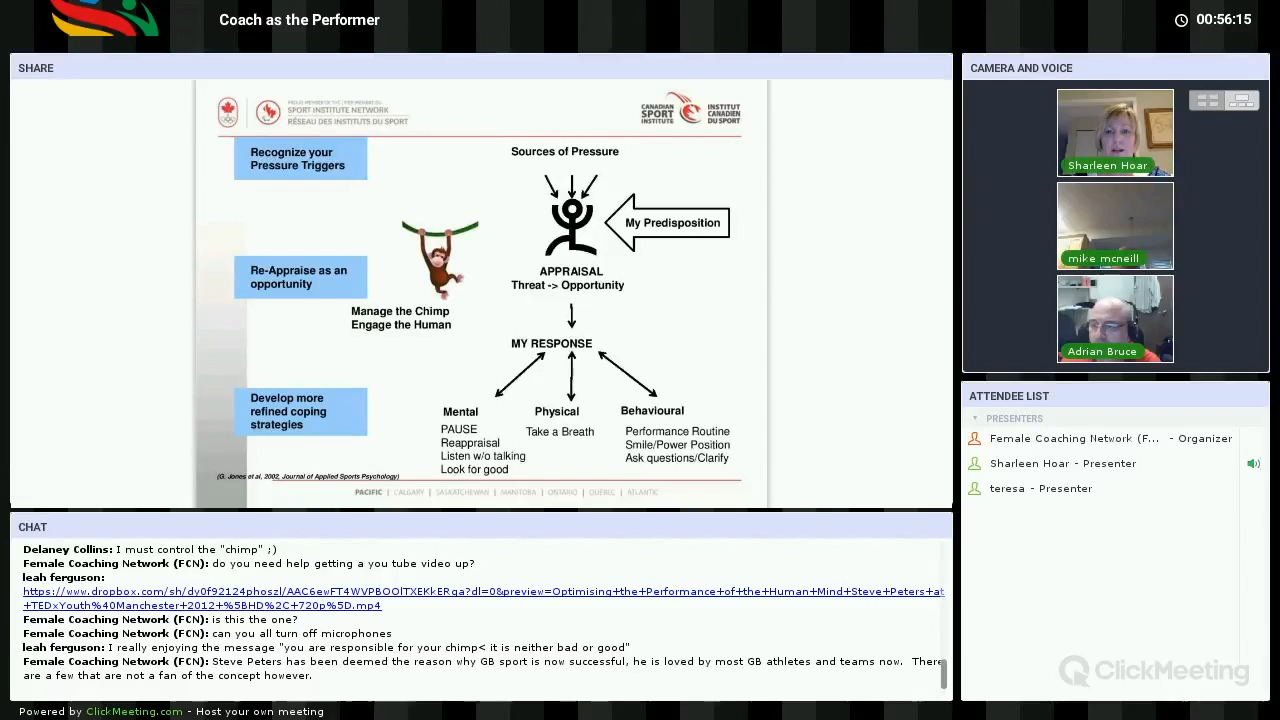 Coach as the Performer
00:56:15
SHARE
PROUD MEMBER OF THE | FIER MEMBRE DU
SPORT INSTITUTE NETWORK
RÉSEAU DES INSTITUTS DU SPORT
CANADIAN SPORT INSTITUTE
INSTITUT CANADIEN DU SPORT
Recognize your
Pressure Triggers
Sources of Pressure
My Predisposition
Re-Appraise as an
opportunity
APPRAISAL
Threat -> Opportunity
Manage the Chimp
Engage the Human
MY RESPONSE
Develop more
refined coping
strategies
Mental
PAUSE
Reappraisal
Listen w/o talking
Look for good
Physical
Take a Breath
Behavioural
Performance Routine
Smile/Power Position
Ask questions/Clarify
(G. Jones et al, 2002, Journal of Applied Sports Psychology)
PACIFIC | CALGARY | SASKATCHEWAN | MANITOBA | ONTARIO | QUÉBEC | ATLANTIC
CAMERA AND VOICE
Sharleen Hoar
mike mcneill
Adrian Bruce
ATTENDEE LIST
PRESENTERS
Female Coaching Network (F... - Organizer
Sharleen Hoar - Presenter
teresa - Presenter
ClickMeeting
CHAT
Delaney Collins: I must control the "chimp" ;)
Female Coaching Network (FCN): do you need help getting a you tube video up?
leah ferguson:
https://www.dropbox.com/sh/dy0f92124phoszl/AAC6ewFT4WVPBOOlTXEKkERqa?dl=0&preview=Optimising+the+Performance+of+the+Human+Mind+Steve+Peters+at
+TEDxYouth%40Manchester+2012+%5BHD%2C+720p%5D.mp4
Female Coaching Network (FCN): is this the one?
Female Coaching Network (FCN): can you all turn off microphones
leah ferguson: I really enjoying the message "you are responsible for your chimp< it is neither bad or good"
Female Coaching Network (FCN): Steve Peters has been deemed the reason why GB sport is now successful, he is loved by most GB athletes and teams now. There
are a few that are not a fan of the concept however.
Powered by ClickMeeting.com - Host your own meeting